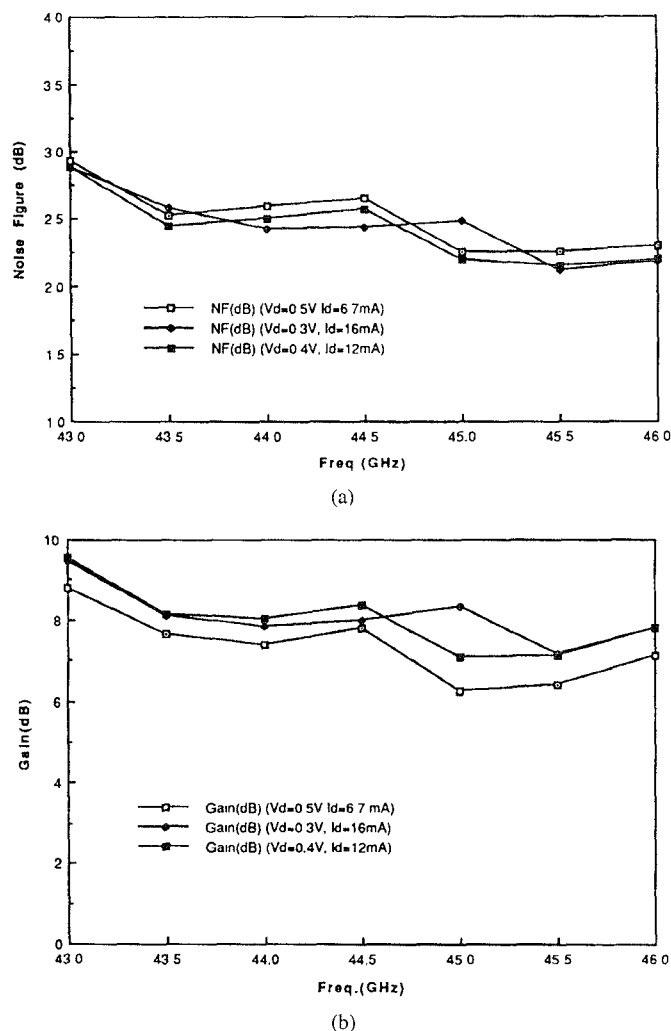 4.0
3.5
3.0
2.5
2.0
1.5
1.0
Noise Figure (dB)
NF(dB) (Vd=0 5V Id=6 7mA)
NF(dB) (Vd=0 3V, Id=16mA)
NF(dB) (Vd=0.4V, Id=12mA)
43 0 43 5 44 0 44 5 45.0 45 5 46 0
Freq (GHz)
(a)
10
8
6
4
2
0
Gain(dB)
Gain(dB) (Vd=0 5V Id=6 7 mA)
Gain(dB) (Vd=0 3V, Id=16mA)
Gain(dB) (Vd=0.4V, Id=12mA)
43 0 43 5 44.0 44.5 45 0 45 5 46 0
Freq.(GHz)
(b)